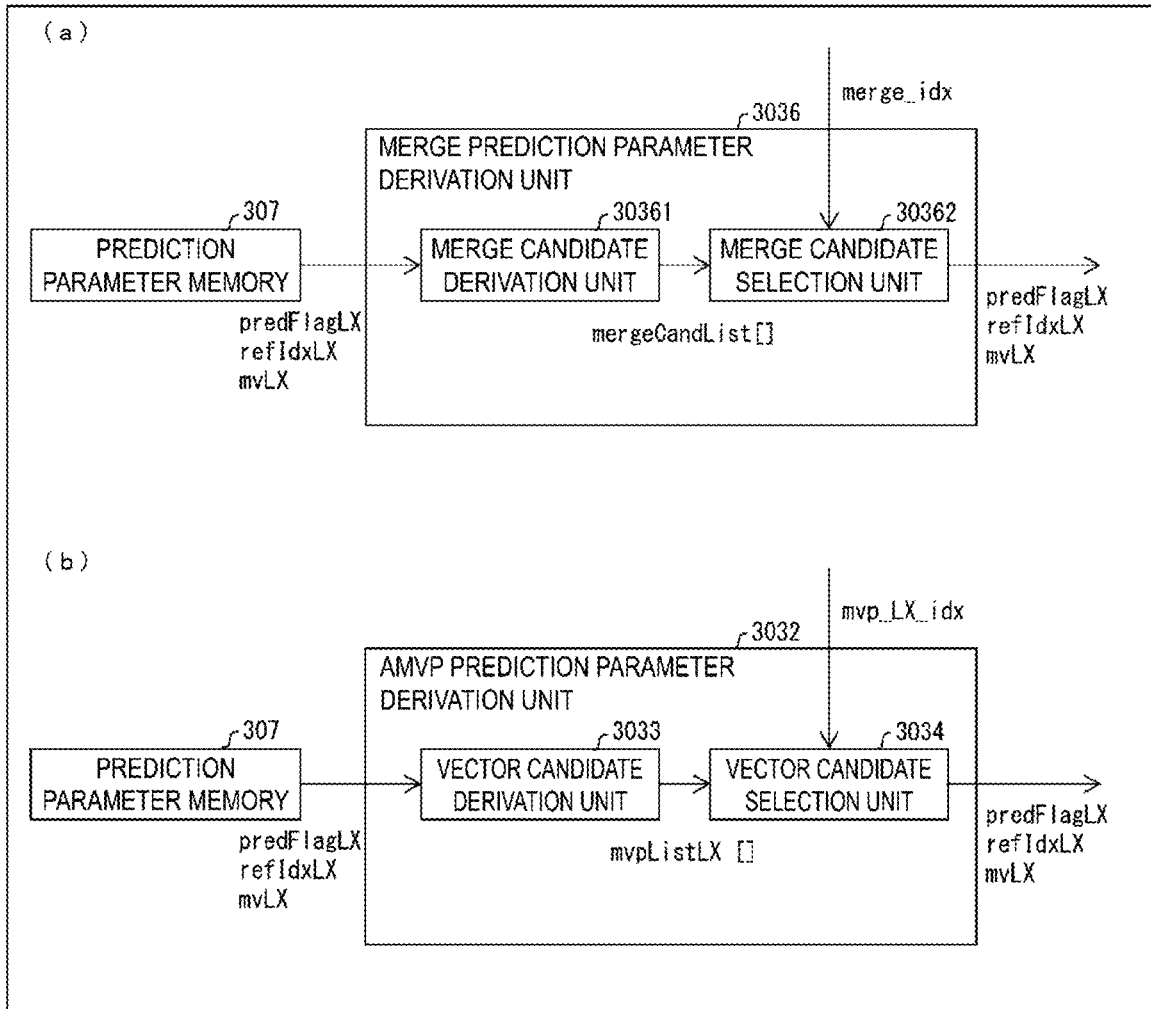 (a)
merge_idx
3036
MERGE PREDICTION PARAMETER
DERIVATION UNIT
307
30361
30362
PREDICTION
PARAMETER MEMORY
MERGE CANDIDATE
DERIVATION UNIT
MERGE CANDIDATE
SELECTION UNIT
predFlagLX
refIdxLX
mvLX
mergeCandList[]
predFlagLX
refIdxLX
mvLX
(b)
mvp_LX_idx
3032
AMVP PREDICTION PARAMETER
DERIVATION UNIT
307
3033
3034
PREDICTION
PARAMETER MEMORY
VECTOR CANDIDATE
DERIVATION UNIT
VECTOR CANDIDATE
SELECTION UNIT
predFlagLX
refIdxLX
mvLX
mvpListLX []
predFlagLX
refIdxLX
mvLX